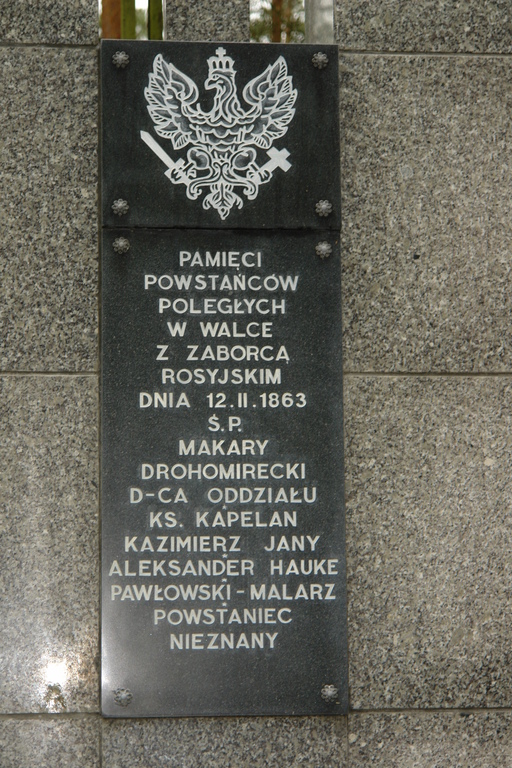 PAMIĘCI
POWSTAŃCÓW
POLEGŁYCH
W WALCE
Z ZABORCĄ
ROSYJSKIM
DNIA 12.II.1863
Ś.P.
MAKARY
DROHOMIRECKI
D-CA ODDZIAŁU
KS. KAPELAN
KAZIMIERZ JANY
ALEKSANDER HAUKE
PAWŁOWSKI - MALARZ
POWSTANIEC
NIEZNANY